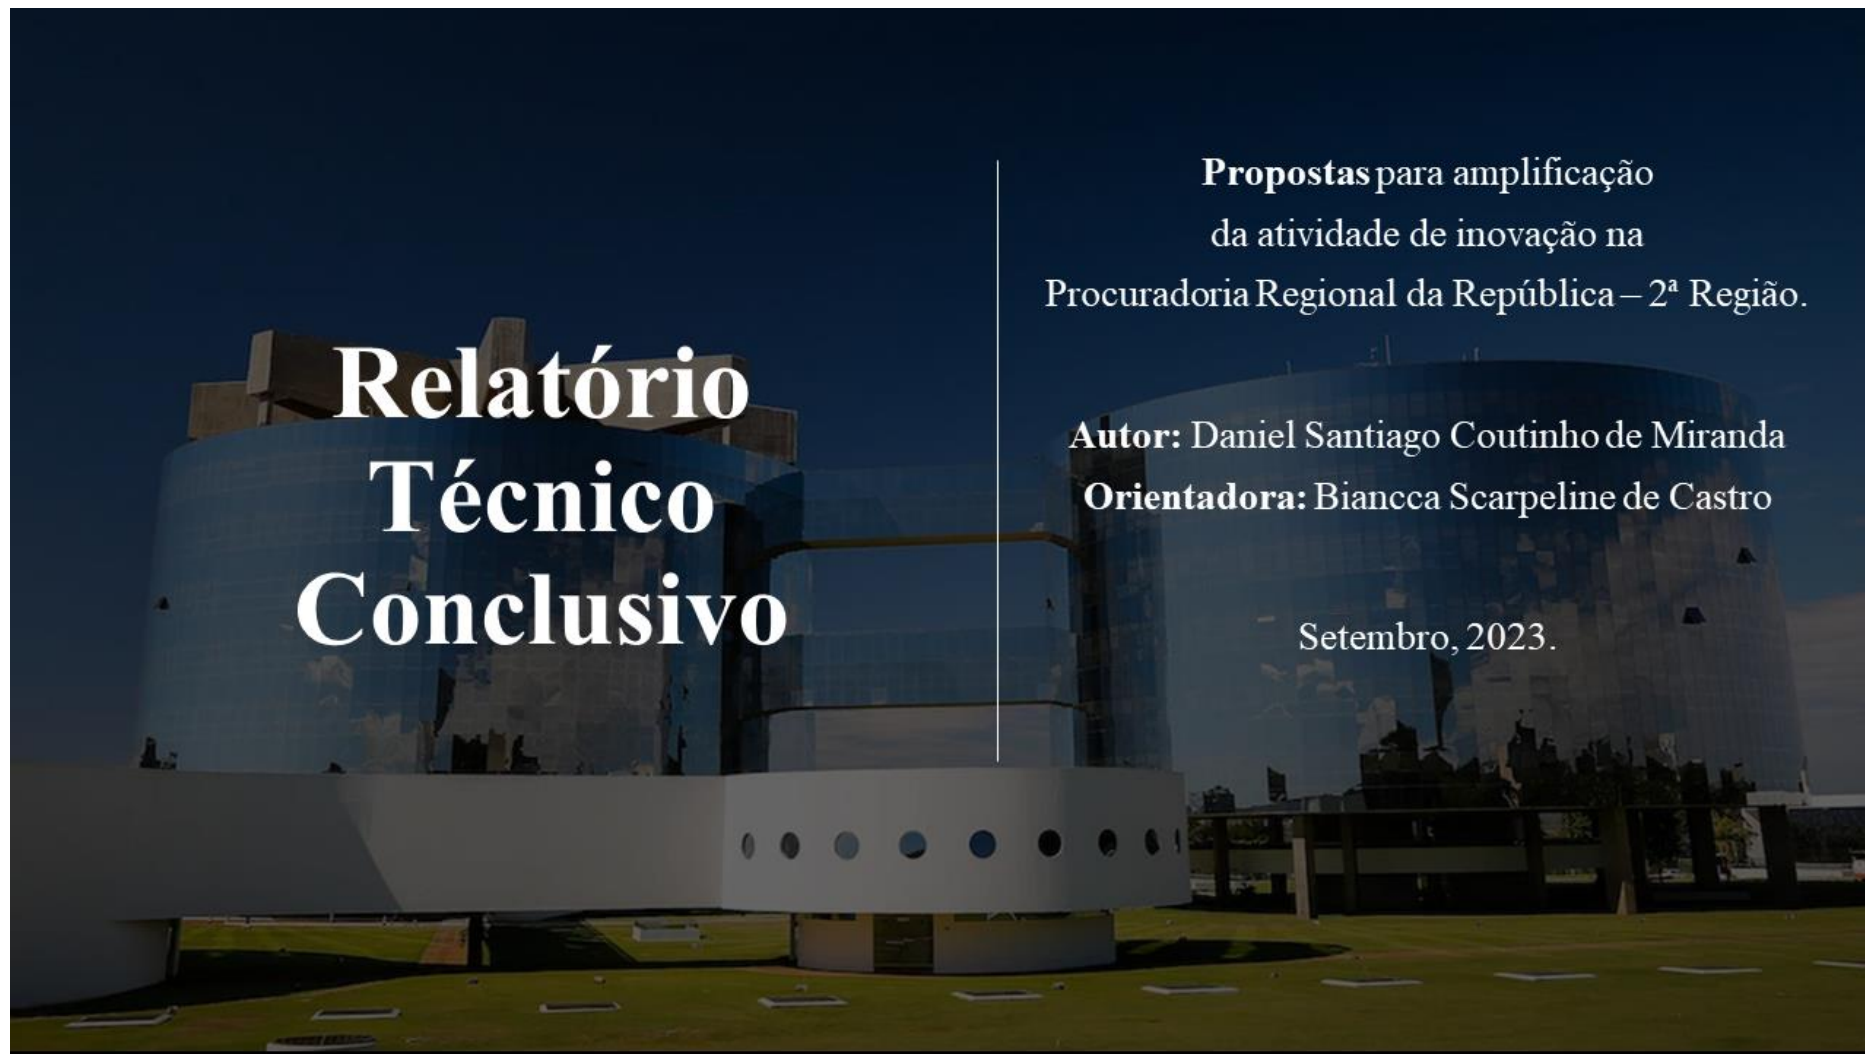 Relatório
Técnico
Conclusivo
Propostas para amplificação
da atividade de inovação na
Procuradoria Regional da República – 2ª Região.
Autor: Daniel Santiago Coutinho de Miranda
Orientadora: Biancca Scarpeline de Castro
Setembro, 2023.